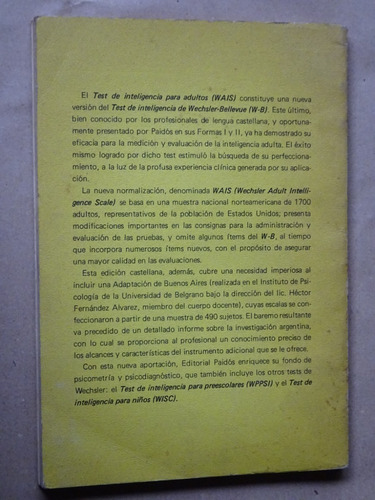 El Test de inteligencia para adultos (WAIS) constituye una nueva
versión del Test de inteligencia de Wechsler-Bellevue (W-B). Este último,
bien conocido por los profesionales de lengua castellana, y oportuna-
mente presentado por Paidós en sus Formas I y II, ya ha demostrado su
eficacia para la medición y evaluación de la inteligencia adulta. El éxito
mismo logrado por dicho test estimuló la búsqueda de su perfecciona-
miento, a la luz de la profusa experiencia clínica generada por su apli-
cación.
La nueva normalización, denominada WAIS (Wechsler Adult Intelli-
gence Scale) se basa en una muestra nacional norteamericana de 1700
adultos, representativos de la población de Estados Unidos; presenta
modificaciones importantes en las consignas para la administración y
evaluación de las pruebas, y omite algunos ítems del W-B, al tiempo
que incorpora numerosos ítems nuevos, con el propósito de asegurar
una mayor calidad en las evaluaciones.
Esta edición castellana, además, cubre una necesidad imperiosa al
incluir una Adaptación de Buenos Aires (realizada en el Instituto de Psi-
cología de la Universidad de Belgrano bajo la dirección del lic. Héctor
Fernández Alvarez, miembro del cuerpo docente), cuyas escalas se con-
feccionaron a partir de una muestra de 490 sujetos. El baremo resultante
va precedido de un detallado informe sobre la investigación argentina,
con lo cual se proporciona al profesional un conocimiento preciso de
los alcances y características del instrumento adicional que se le ofrece.
Con esta nueva aportación, Editorial Paidós enriquece su fondo de
psicometría y psicodiagnóstico, que también incluye los otros tests de
Wechsler: el Test de inteligencia para preescolares (WPPSI) y el Test de
inteligencia para niños (WISC).